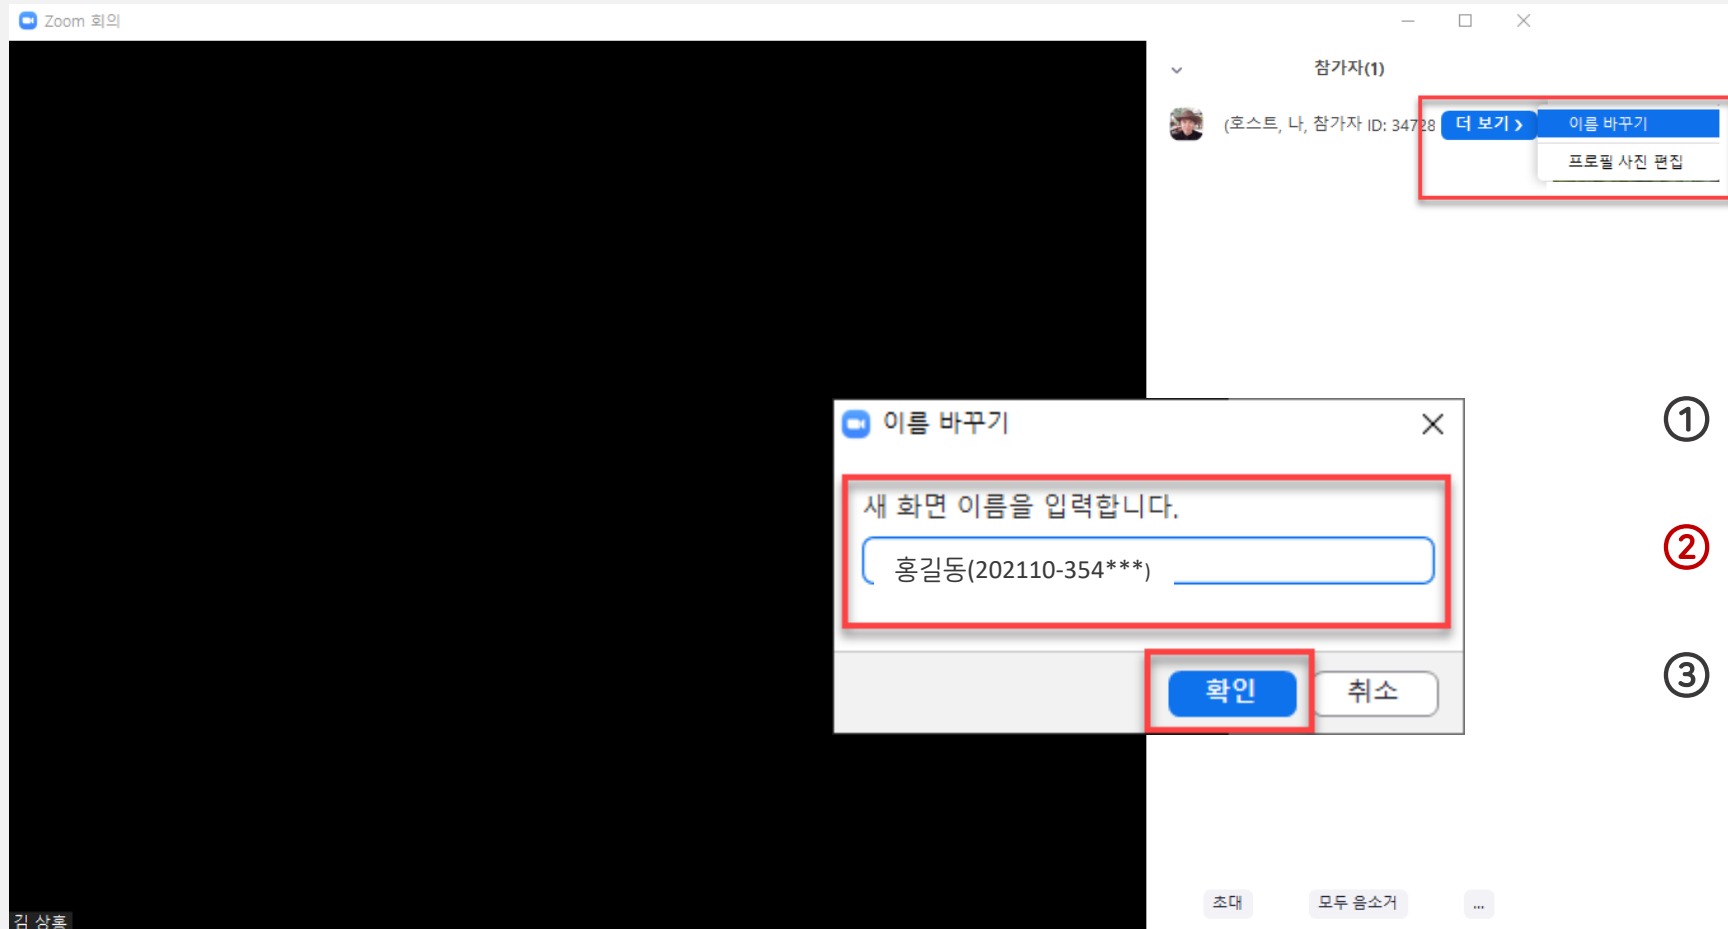 Zoom 회의
참가자(1)
(호스트, 나, 참가자 ID: 34728
더 보기 >
이름 바꾸기
프로필 사진 편집
이름 바꾸기
①
새 화면 이름을 입력합니다.
②
홍길동(202110-354***)
확인
취소
③
초대
모두 음소거
...
김 상홍